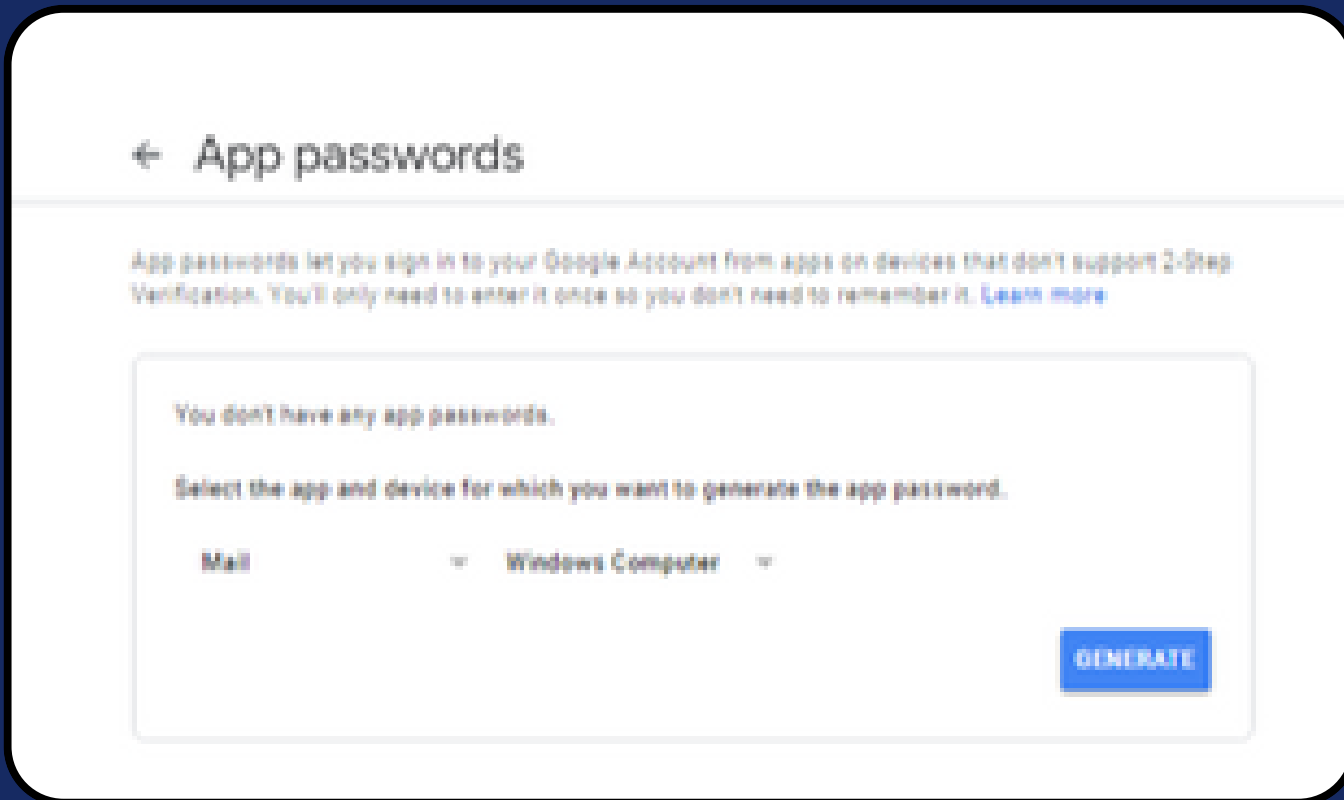 ← App passwords
App passwords let you sign in to your Google Account from apps on devices that don't support 2-Step
Verification. You'll only need to enter it once so you don't need to remember it. Learn more
You don't have any app passwords.
Select the app and device for which you want to generate the app password.
Mail Windows Computer
GENERATE